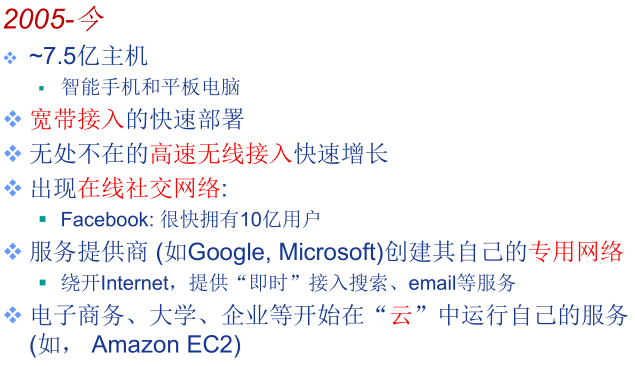 2005-今
~7.5亿主机
智能手机和平板电脑
宽带接入的快速部署
无处不在的高速无线接入快速增长
出现在线社交网络:
Facebook: 很快拥有10亿用户
服务提供商 (如Google, Microsoft)创建其自己的专用网络
绕开Internet，提供“即时”接入搜索、email等服务
电子商务、大学、企业等开始在“云”中运行自己的服务
(如， Amazon EC2)